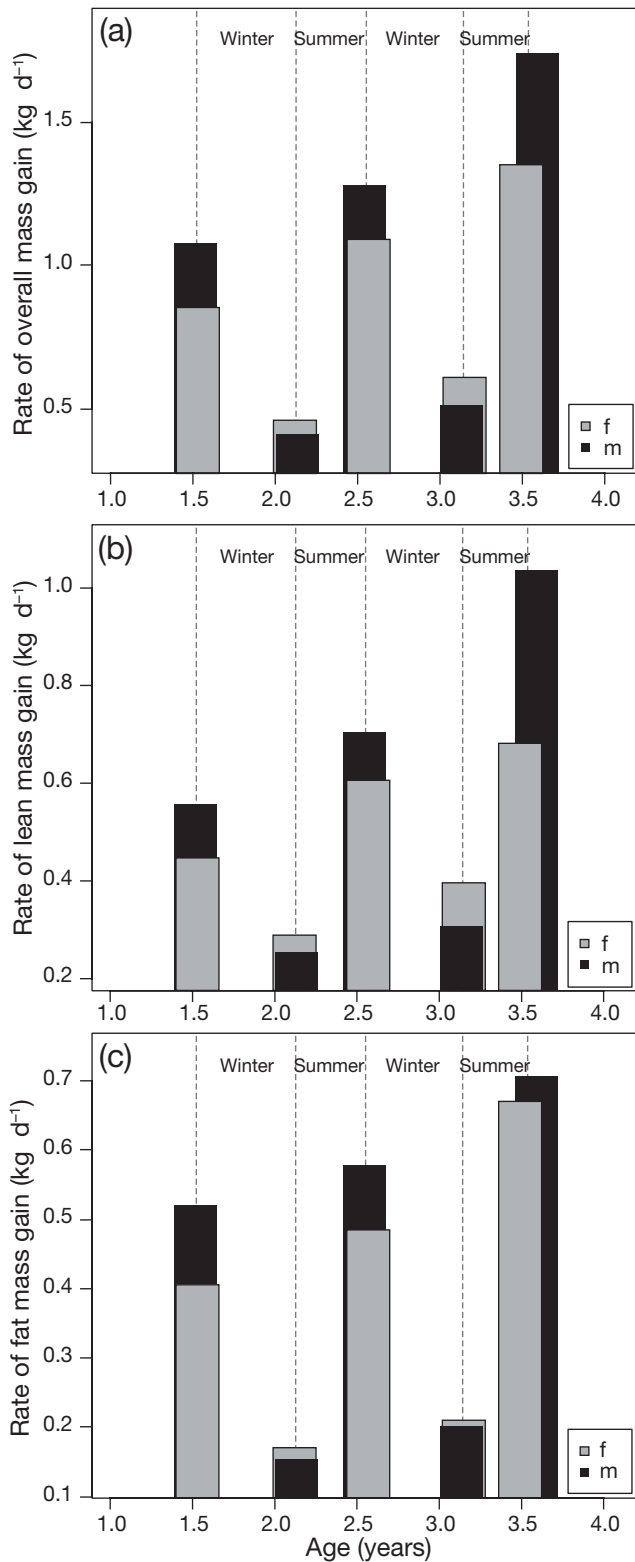 (a)
Winter Summer Winter Summer
Rate of overall mass gain (kg d⁻¹)
1.5
1.0
0.5
f
m
1.0 1.5 2.0 2.5 3.0 3.5 4.0
(b)
Winter Summer Winter Summer
Rate of lean mass gain (kg d⁻¹)
1.0
0.8
0.6
0.4
0.2
f
m
1.0 1.5 2.0 2.5 3.0 3.5 4.0
(c)
Winter Summer Winter Summer
Rate of fat mass gain (kg d⁻¹)
0.7
0.6
0.5
0.4
0.3
0.2
0.1
f
m
1.0 1.5 2.0 2.5 3.0 3.5 4.0
Age (years)